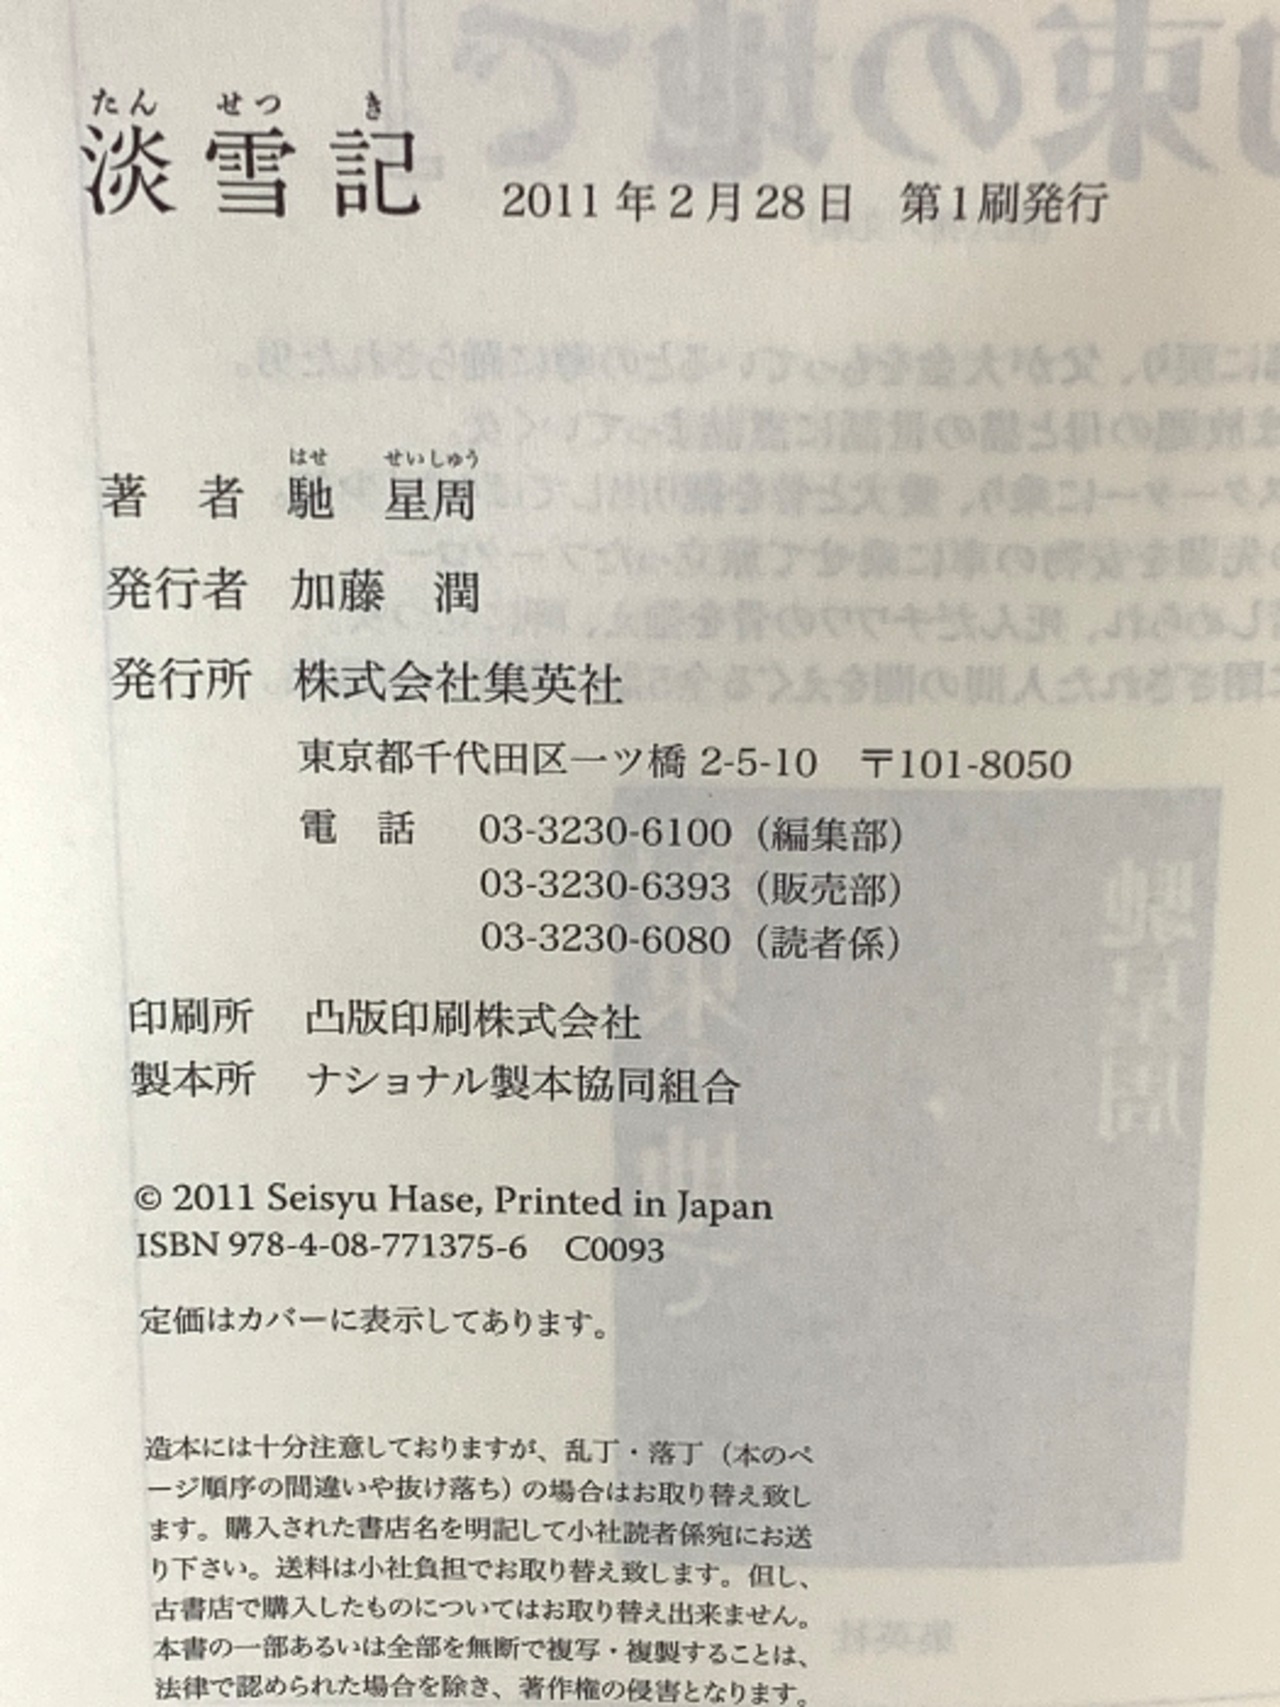 たん せつ き
淡雪記 2011年2月28日 第1刷発行
はせ せいしゅう
著 者 馳 星周
発行者 加藤 潤
発行所 株式会社集英社
東京都千代田区一ツ橋 2-5-10 〒101-8050
電 話 03-3230-6100（編集部）
03-3230-6393（販売部）
03-3230-6080（読者係）
印刷所 凸版印刷株式会社
製本所 ナショナル製本協同組合
© 2011 Seisyu Hase, Printed in Japan
ISBN 978-4-08-771375-6 C0093
定価はカバーに表示してあります。
造本には十分注意しておりますが、乱丁・落丁（本のペ
ージ順序の間違いや抜け落ち）の場合はお取り替え致し
ます。購入された書店名を明記して小社読者係宛にお送
り下さい。送料は小社負担でお取り替え致します。但し、
古書店で購入したものについてはお取り替え出来ません。
本書の一部あるいは全部を無断で複写・複製することは、
法律で認められた場合を除き、著作権の侵害となります。